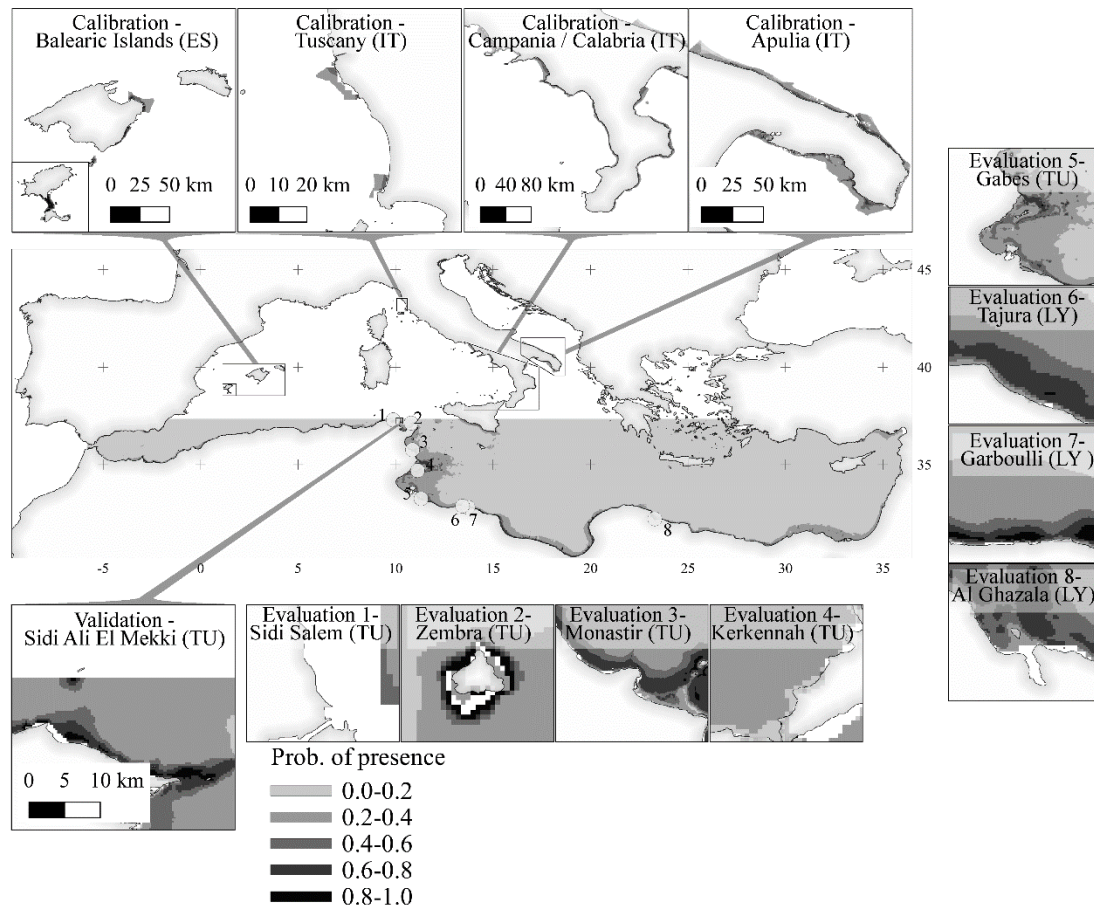 Calibration -
Balearic Islands (ES)
0 25 50 km
Calibration -
Tuscany (IT)
0 10 20 km
Calibration -
Campania / Calabria (IT)
0 40 80 km
Calibration -
Apulia (IT)
0 25 50 km
Evaluation 5-
Gabes (TU)
Evaluation 6-
Tajura (LY)
Evaluation 7-
Garboulli (LY)
Evaluation 8-
Al Ghazala (LY)
45
40
35
1
2
3
4
5
6
7
8
-5 0 5 10 15 20 25 30 35
Validation -
Sidi Ali El Mekki (TU)
0 5 10 km
Evaluation 1-
Sidi Salem (TU)
Evaluation 2-
Zembra (TU)
Evaluation 3-
Monastir (TU)
Evaluation 4-
Kerkennah (TU)
Prob. of presence
0.0-0.2
0.2-0.4
0.4-0.6
0.6-0.8
0.8-1.0